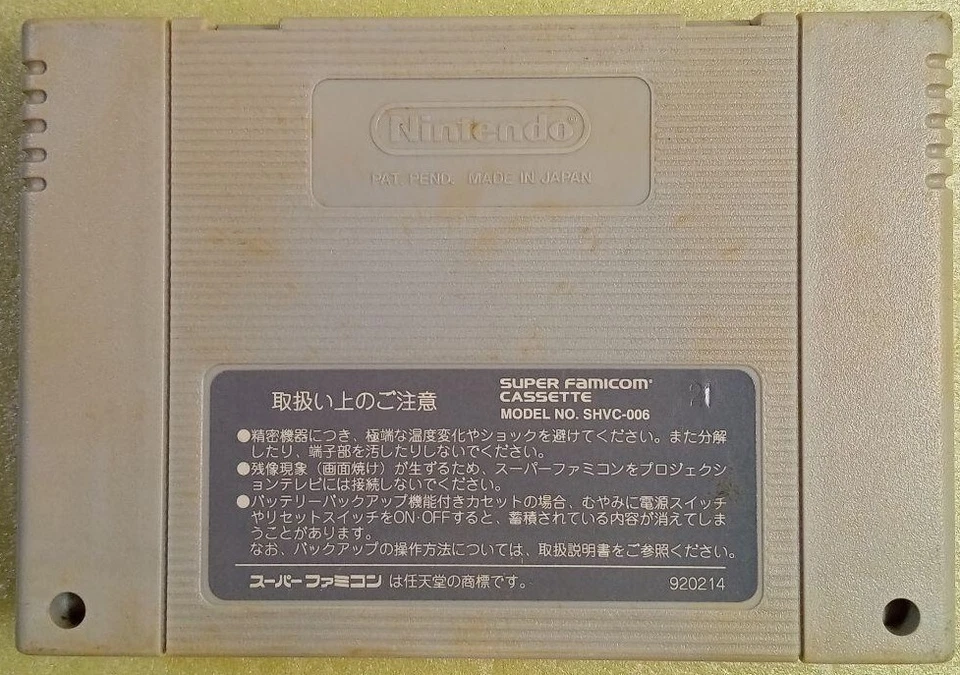 Nintendo®
PAT. PEND. MADE IN JAPAN
取扱い上のご注意
SUPER FAMICOM®
CASSETTE
MODEL NO. SHVC-006
21
●精密機器につき、極端な温度変化やショックを避けてください。また分解
したり、端子部を汚したりしないでください。
●残像現象（画面焼け）が生ずるため、スーパーファミコンをプロジェクシ
ョンテレビには接続しないでください。
●バッテリーバックアップ機能付きカセットの場合、むやみに電源スイッチ
やリセットスイッチをON·OFFすると、蓄積されている内容が消えてしま
うことがあります。
なお、バックアップの操作方法については、取扱説明書をご参照ください。
スーパーファミコン は任天堂の商標です。
920214